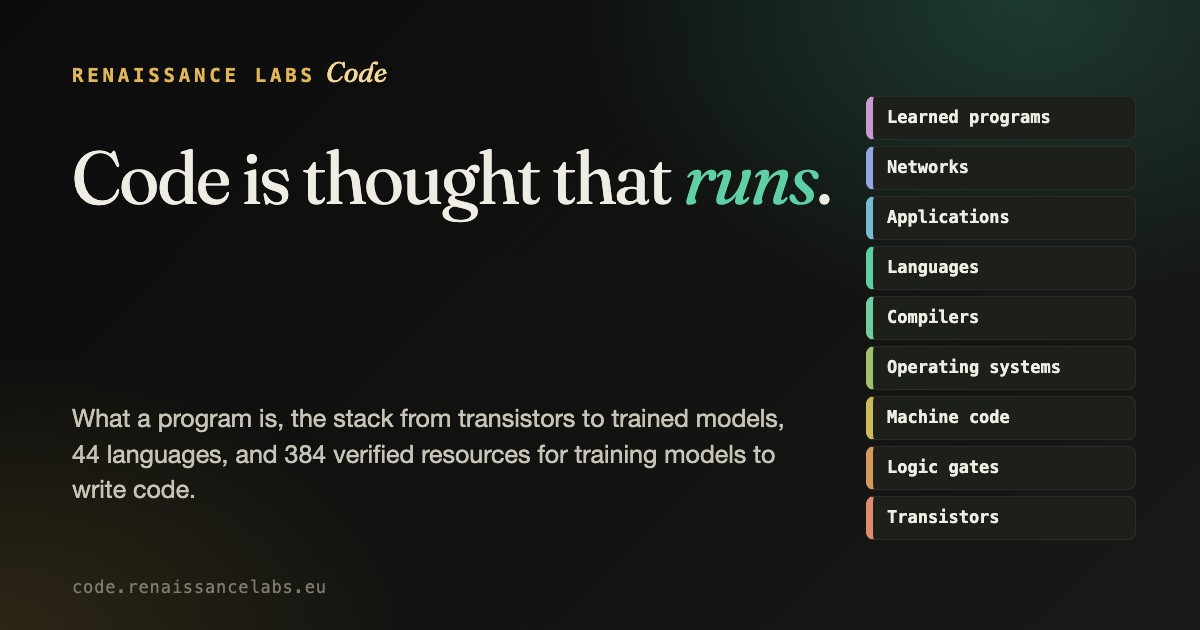 RENAISSANCE LABS Code
Code is thought that runs.
What a program is, the stack from transistors to trained models,
44 languages, and 384 verified resources for training models to
write code.
code.renaissancelabs.eu
Learned programs
Networks
Applications
Languages
Compilers
Operating systems
Machine code
Logic gates
Transistors